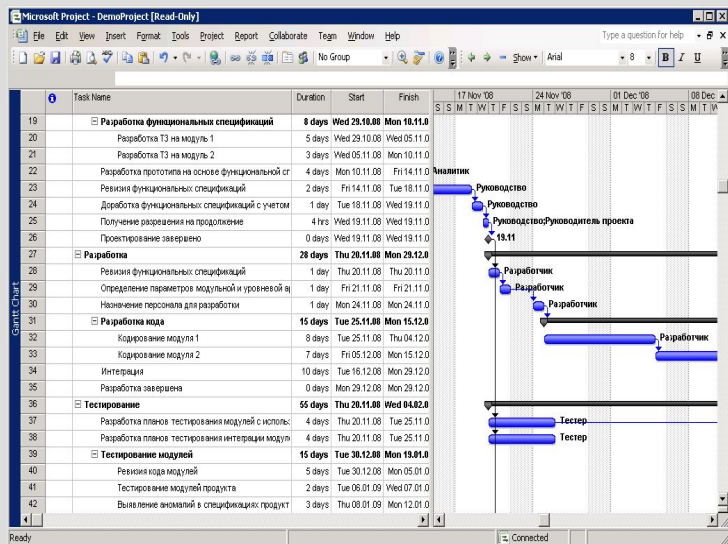 Microsoft Project - DemoProject [Read-Only]
File Edit View Insert Format Tools Project Report Collaborate Team Window Help Type a question for help
No Group Show Arial 8 B I U
Task Name Duration Start Finish 17 Nov '08 24 Nov '08 01 Dec '08 08 Dec
S S M T W T F S S M T W T F S S M T W T F S S M T W
19 Разработка функциональных спецификаций 8 days Wed 29.10.08 Mon 10.11.0
20 Разработка ТЗ на модуль 1 5 days Wed 29.10.08 Wed 05.11.0
21 Разработка ТЗ на модуль 2 3 days Wed 05.11.08 Mon 10.11.0
22 Разработка прототипа на основе функциональной сг 4 days Mon 10.11.08 Fri 14.11.0 Аналитик
23 Ревизия функциональных спецификаций 2 days Fri 14.11.08 Tue 18.11.0 Руководство
24 Доработка функциональных спецификаций с учетом 1 day Tue 18.11.08 Wed 19.11.0 Руководство
25 Получение разрешения на продолжение 4 hrs Wed 19.11.08 Wed 19.11.0 Руководство;Руководитель проекта
26 Проектирование завершено 0 days Wed 19.11.08 Wed 19.11.0 19.11
27 Разработка 28 days Thu 20.11.08 Mon 29.12.0
28 Ревизия функциональных спецификаций 1 day Thu 20.11.08 Thu 20.11.0 Разработчик
29 Определение параметров модульной и уровневой ар 1 day Fri 21.11.08 Fri 21.11.0 Разработчик
30 Назначение персонала для разработки 1 day Mon 24.11.08 Mon 24.11.0 Разработчик
31 Разработка кода 15 days Tue 25.11.08 Mon 15.12.0
32 Кодирование модуля 1 8 days Tue 25.11.08 Thu 04.12.0 Разработчик
33 Кодирование модуля 2 7 days Fri 05.12.08 Mon 15.12.0
34 Интеграция 10 days Tue 16.12.08 Mon 29.12.0
35 Разработка завершена 0 days Mon 29.12.08 Mon 29.12.0
36 Тестирование 55 days Thu 20.11.08 Wed 04.02.0
37 Разработка планов тестирования модулей с использ 4 days Thu 20.11.08 Tue 25.11.0 Тестер
38 Разработка планов тестирования интеграции модуле 4 days Thu 20.11.08 Tue 25.11.0 Тестер
39 Тестирование модулей 15 days Tue 30.12.08 Mon 19.01.0
40 Ревизия кода модулей 5 days Tue 30.12.08 Mon 05.01.0
41 Тестирование модулей продукта 2 days Tue 06.01.09 Wed 07.01.0
42 Выявление аномалий в спецификациях продукт 3 days Thu 08.01.09 Mon 12.01.0
Gantt Chart
Ready Connected